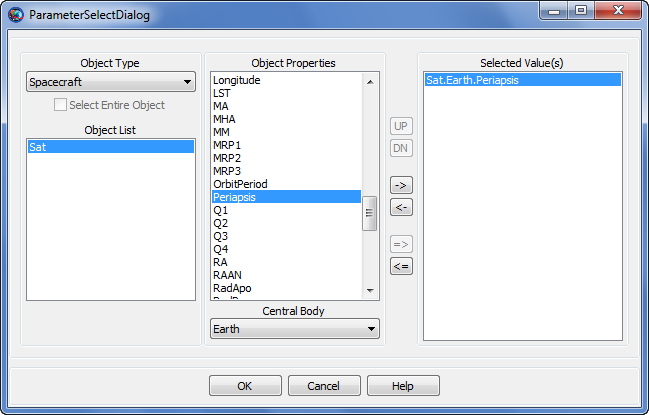 ParameterSelectDialog
Object Type
Spacecraft
Select Entire Object
Object List
Sat
Object Properties
Longitude
LST
MA
MHA
MM
MRP1
MRP2
MRP3
OrbitPeriod
Periapsis
Q1
Q2
Q3
Q4
RA
RAAN
RadApo
Central Body
Earth
UP
DN
->
<-
=>
<=
Selected Value(s)
Sat.Earth.Periapsis
OK
Cancel
Help